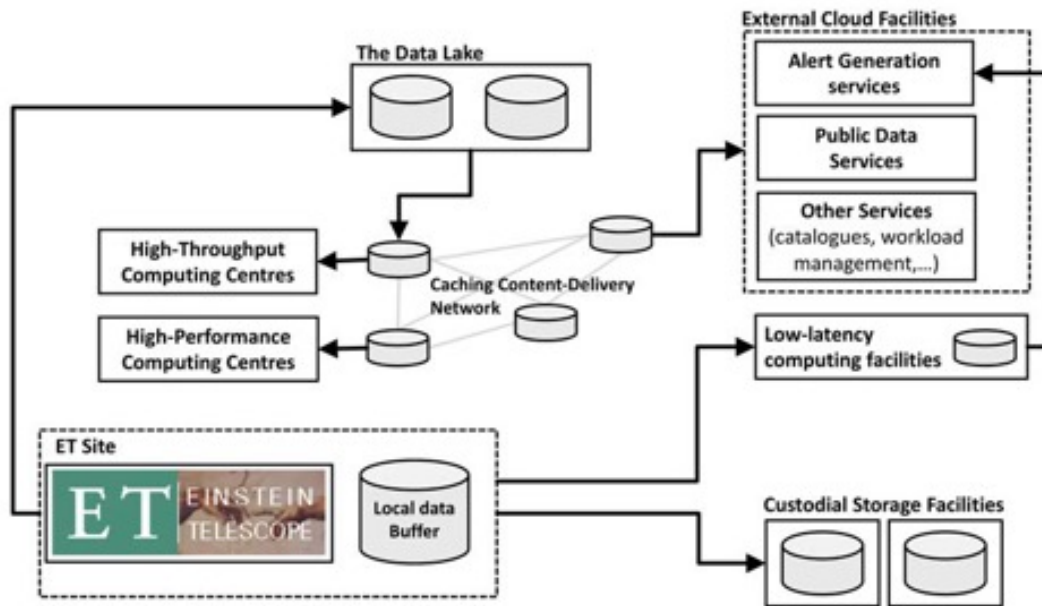 External Cloud Facilities
The Data Lake
Alert Generation
services
Public Data
Services
Other Services
(catalogues, workload
management,...)
High-Throughput
Computing Centres
Caching Content-Delivery
Network
High-Performance
Computing Centres
Low-latency
computing facilities
ET Site
ET
EINSTEIN
TELESCOPE
Local data
Buffer
Custodial Storage Facilities